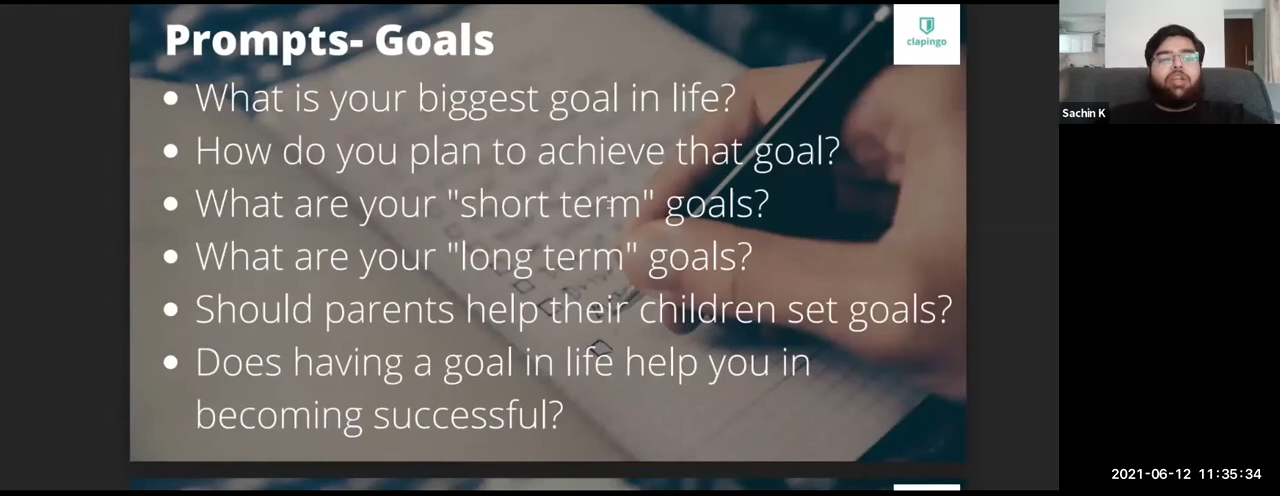 Prompts- Goals
clapingo
What is your biggest goal in life?
How do you plan to achieve that goal?
What are your "short term" goals?
What are your "long term" goals?
Should parents help their children set goals?
Does having a goal in life help you in
becoming successful?
Sachin K
2021-06-12 11:35:34